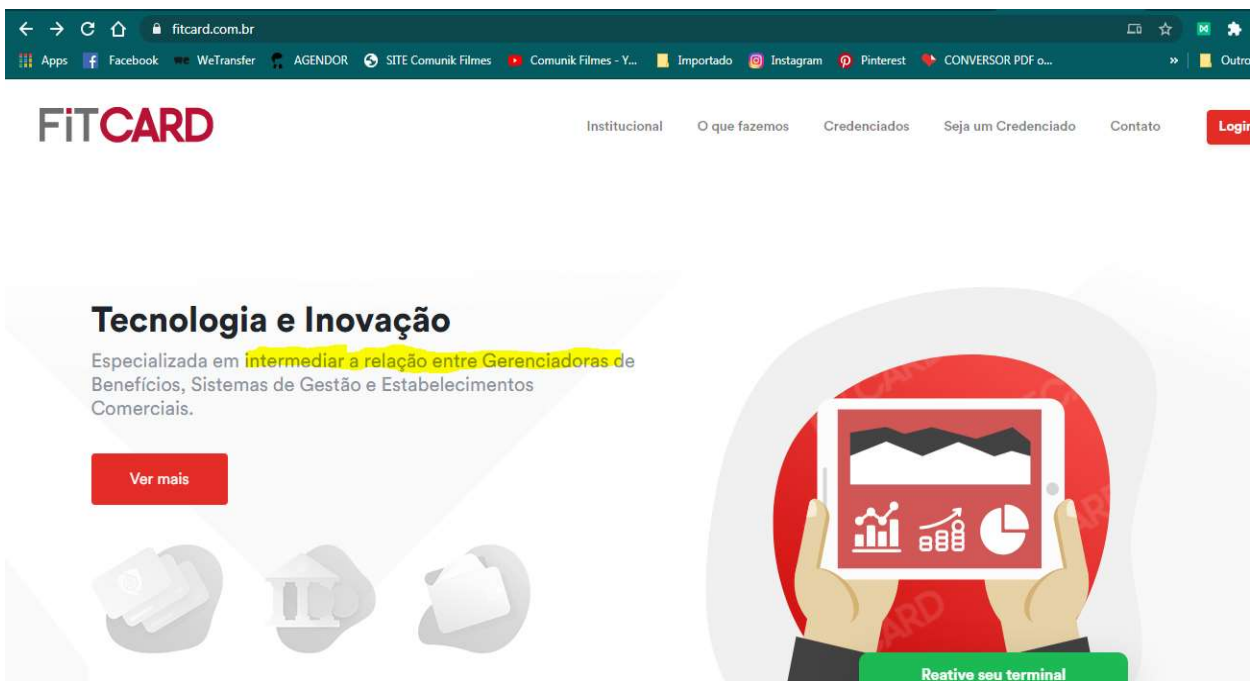 fitcard.com.br
Apps Facebook we WeTransfer AGENDOR SITE Comunik Filmes Comunik Filmes - Y... Importado Instagram Pinterest CONVERSOR PDF o... » Outro
FiTCARD
Institucional O que fazemos Credenciados Seja um Credenciado Contato Login
Tecnologia e Inovação
Especializada em intermediar a relação entre Gerenciadoras de
Benefícios, Sistemas de Gestão e Estabelecimentos
Comerciais.
Ver mais
Reative seu terminal